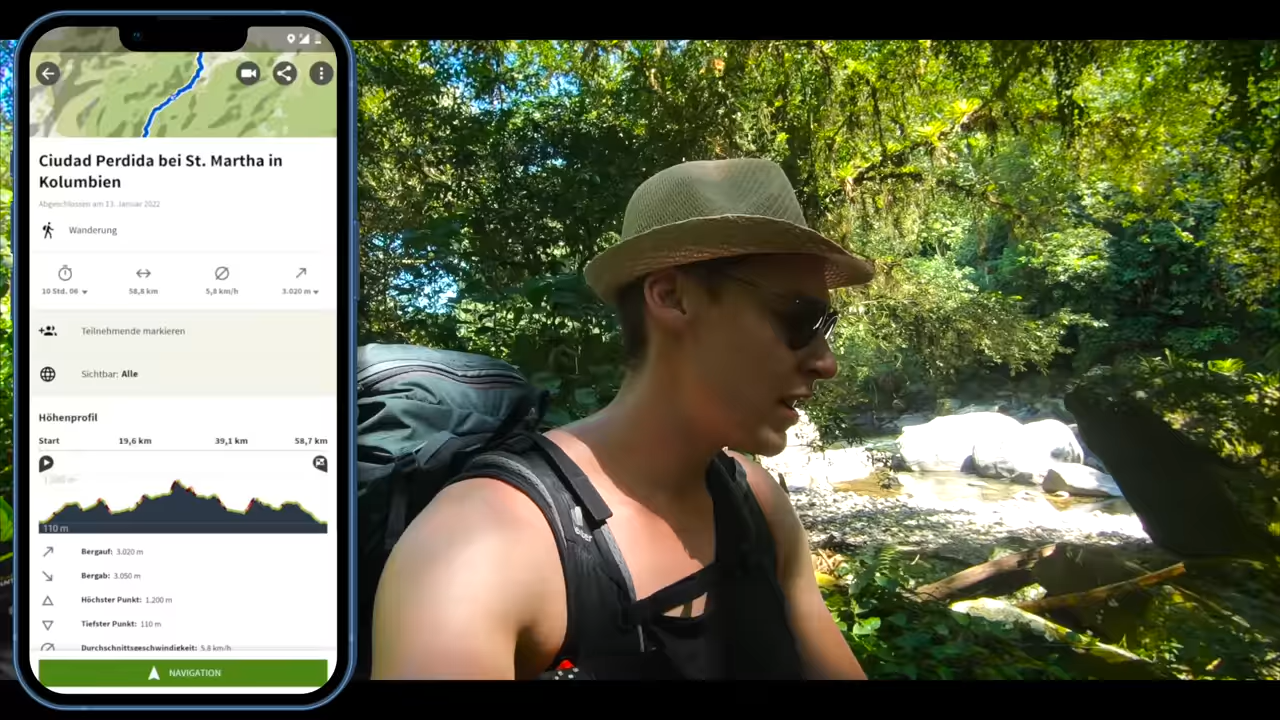 Ciudad Perdida bei St. Martha in
Kolumbien
Abgeschlossen am 13. Januar 2022
Wanderung
10 Std. 06
58,8 km
5,8 km/h
3.020 m
Teilnehmende markieren
Sichtbar: Alle
Höhenprofil
Start 19,6 km 39,1 km 58,7 km
110 m
Bergauf: 3.020 m
Bergab: 3.050 m
Höchster Punkt: 1.200 m
Tiefster Punkt: 110 m
Durchschnittsgeschwindigkeit: 5,8 km/h
NAVIGATION
deuter